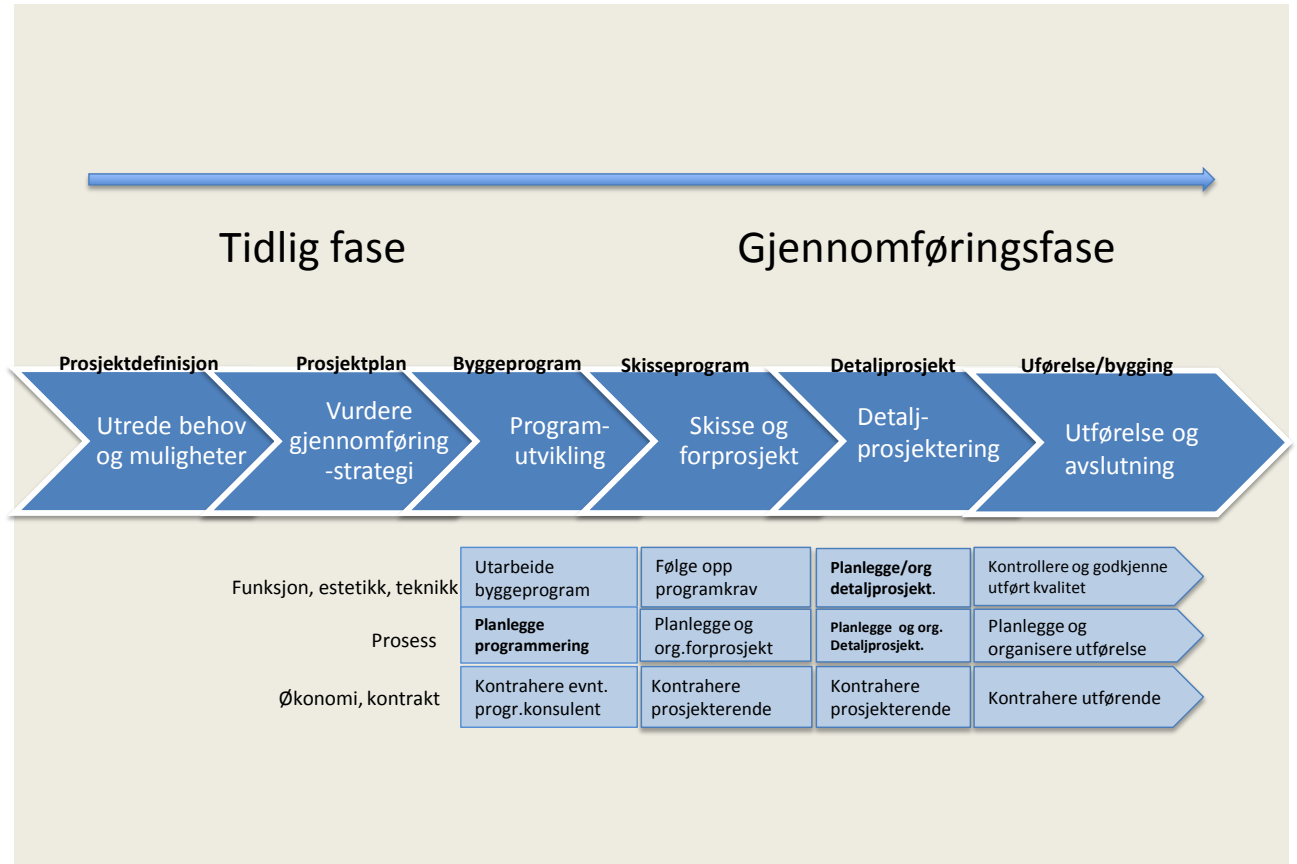 Tidlig fase
Gjennomføringsfase
Prosjektdefinisjon
Prosjektplan
Byggeprogram
Skisseprogram
Detaljprosjekt
Uførelse/bygging
Utrede behov
og muligheter
Vurdere
gjennomføring
-strategi
Program-
utvikling
Skisse og
forprosjekt
Detalj-
prosjektering
Utførelse og
avslutning
Funksjon, estetikk, teknikk
Utarbeide
byggeprogram
Følge opp
programkrav
Planlegge/org
detaljprosjekt.
Kontrollere og godkjenne
utført kvalitet
Prosess
Planlegge
programmering
Planlegge og
org.forprosjekt
Planlegge og org.
Detaljprosjekt.
Planlegge og
organisere utførelse
Økonomi, kontrakt
Kontrahere evnt.
progr.konsulent
Kontrahere
prosjekterende
Kontrahere
prosjekterende
Kontrahere utførende